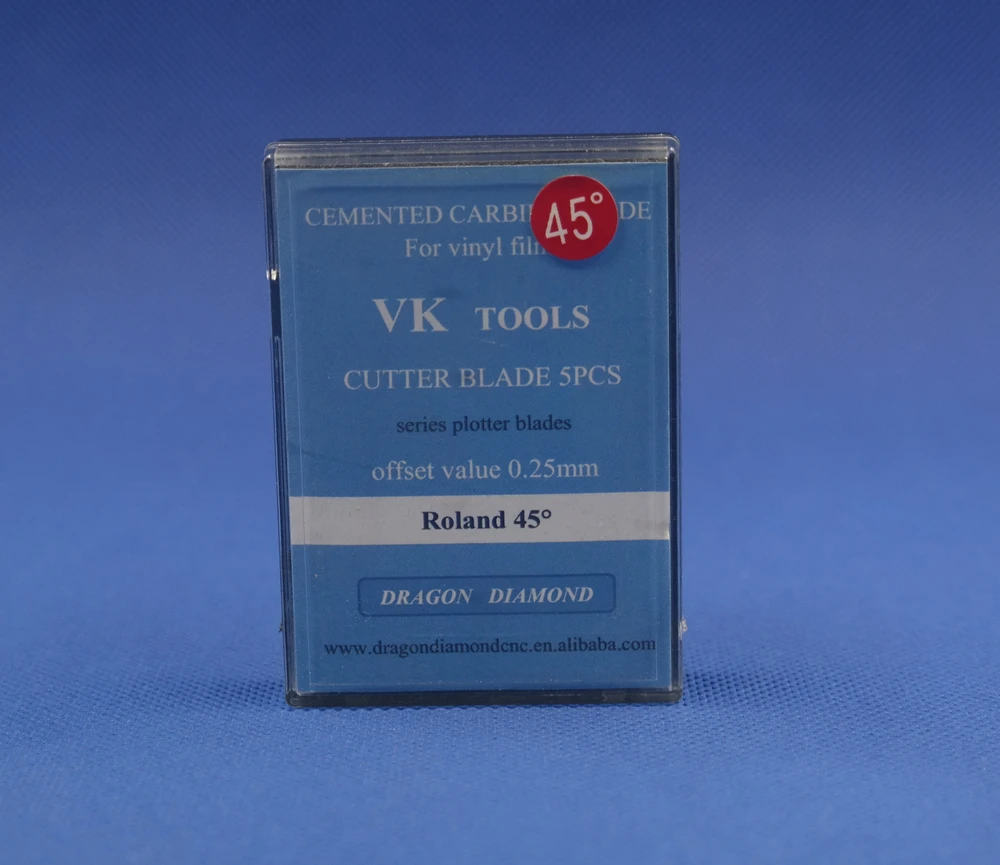 CEMENTED DE
45°
For vinyl
VK TOOLS
CUTTER BLADE 5PCS
series plotter blades
offset value 0.25mm
Roland 45°
DRAGON DIAMOND
www.dragondiamondcnc.en.alibaba.com